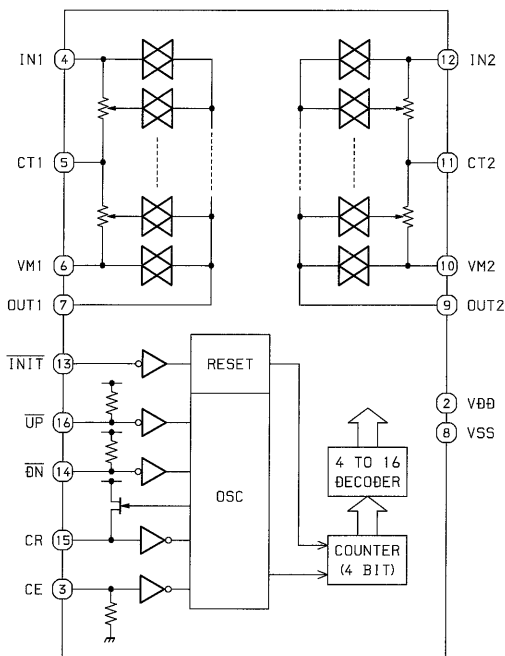 IN1 4
12 IN2
CT1 5
11 CT2
VM1 6
10 VM2
OUT1 7
9 OUT2
INIT 13
RESET
UP 16
2 VDD
8 VSS
DN 14
4 TO 16
DECODER
OSC
CR 15
COUNTER
(4 BIT)
CE 3